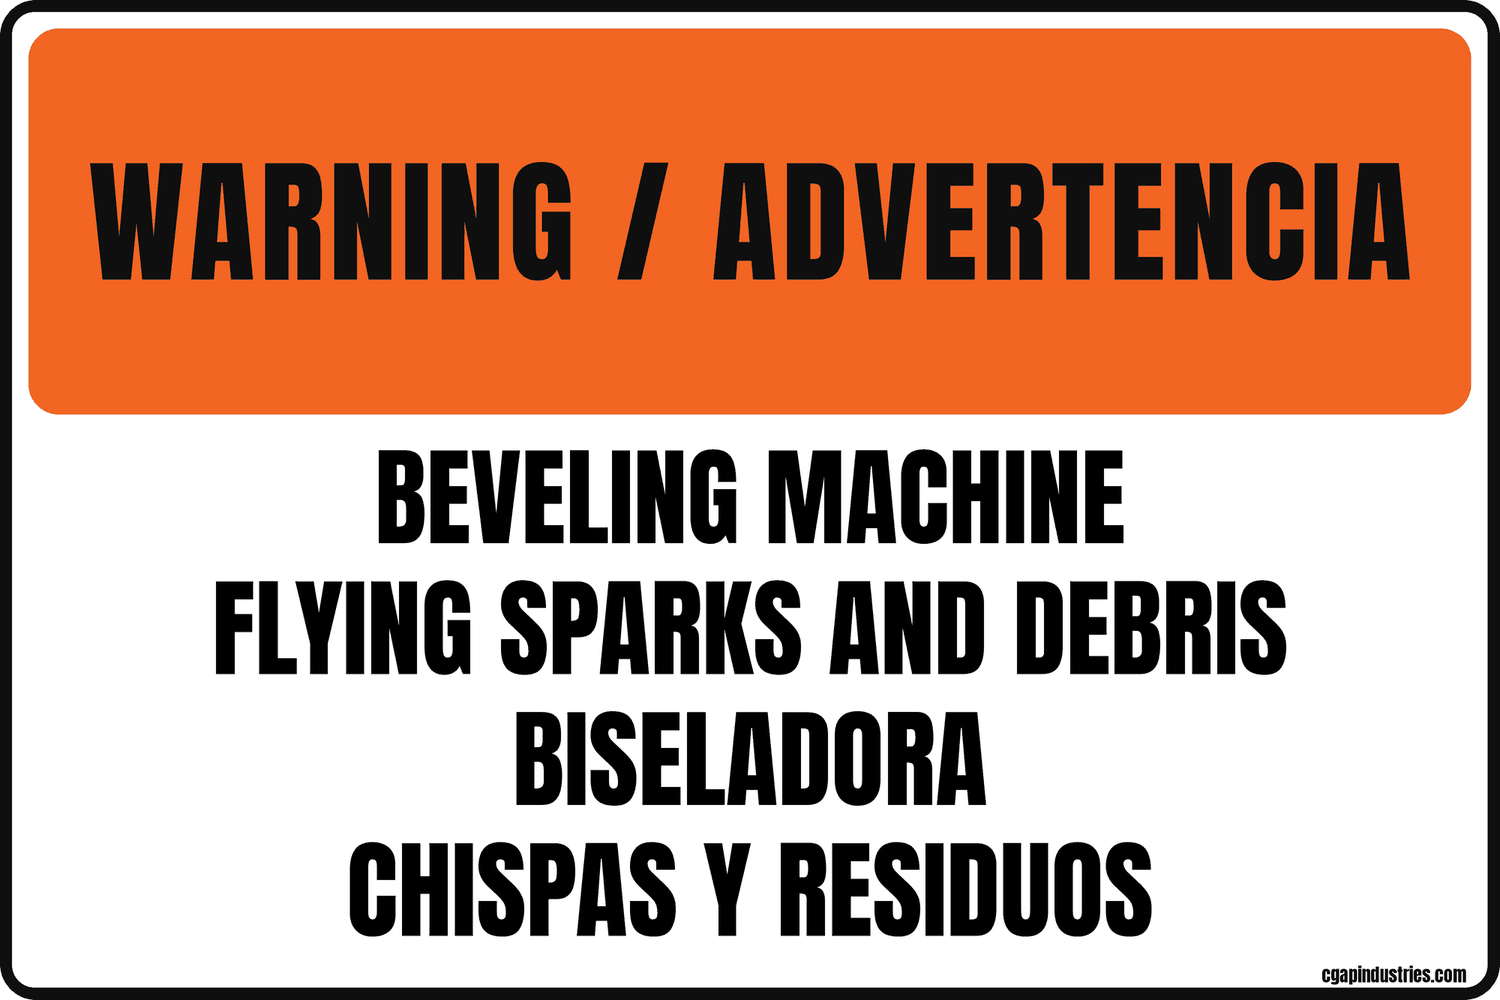 WARNING / ADVERTENCIA
BEVELING MACHINE
FLYING SPARKS AND DEBRIS
BISELADORA
CHISPAS Y RESIDUOS
cgapindustries.com